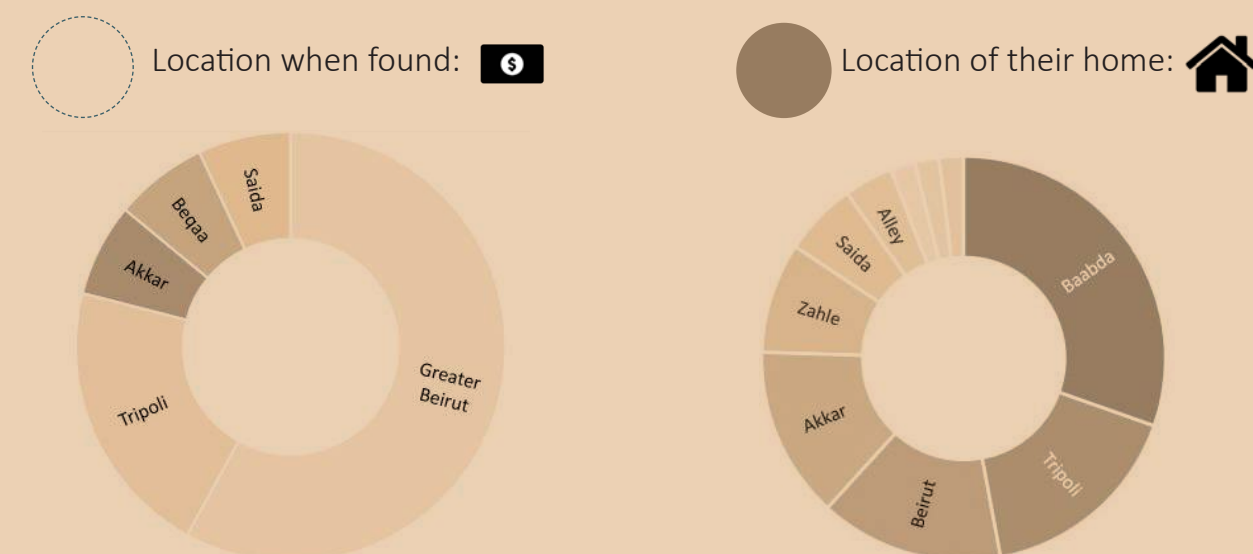 Location when found:
$
Location of their home:
Saida
Beqaa
Akkar
Tripoli
Greater
Beirut
Baabda
Tripoli
Beirut
Akkar
Zahle
Saida
Alley